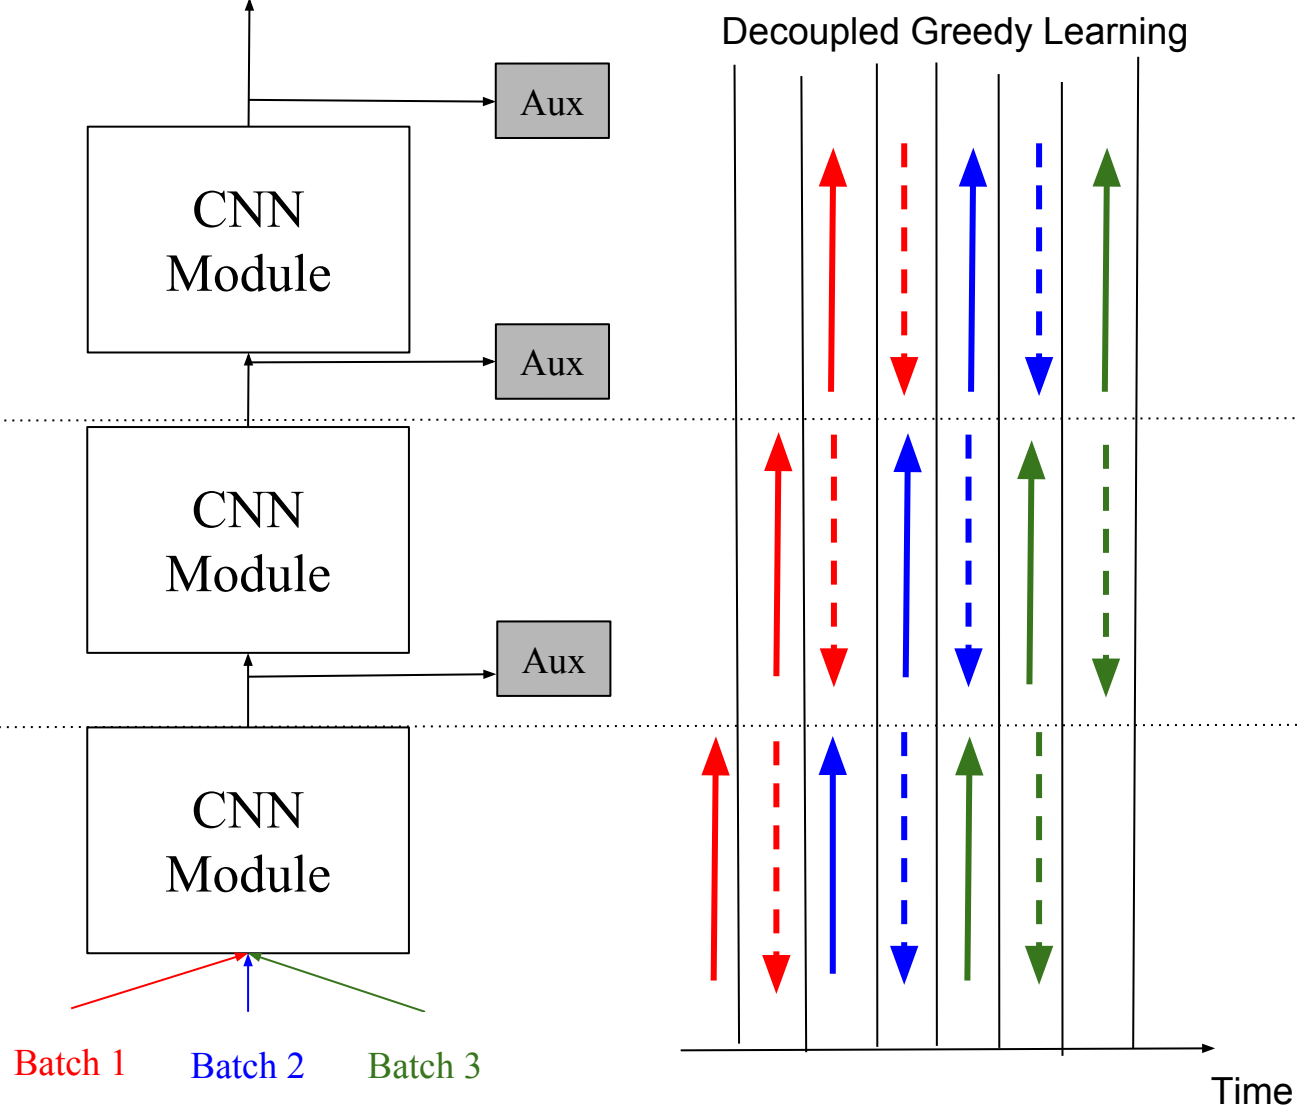 Decoupled Greedy Learning
Aux
CNN
Module
Aux
CNN
Module
Aux
CNN
Module
Batch 1
Batch 2
Batch 3
Time